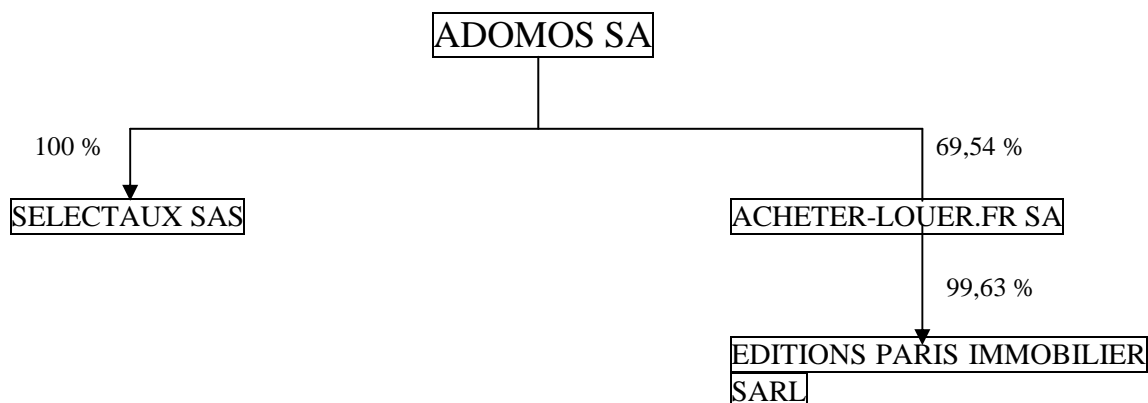 ADOMOS SA
100 %
69,54 %
SELECTAUX SAS
ACHETER-LOUER.FR SA
99,63 %
EDITIONS PARIS IMMOBILIER
SARL